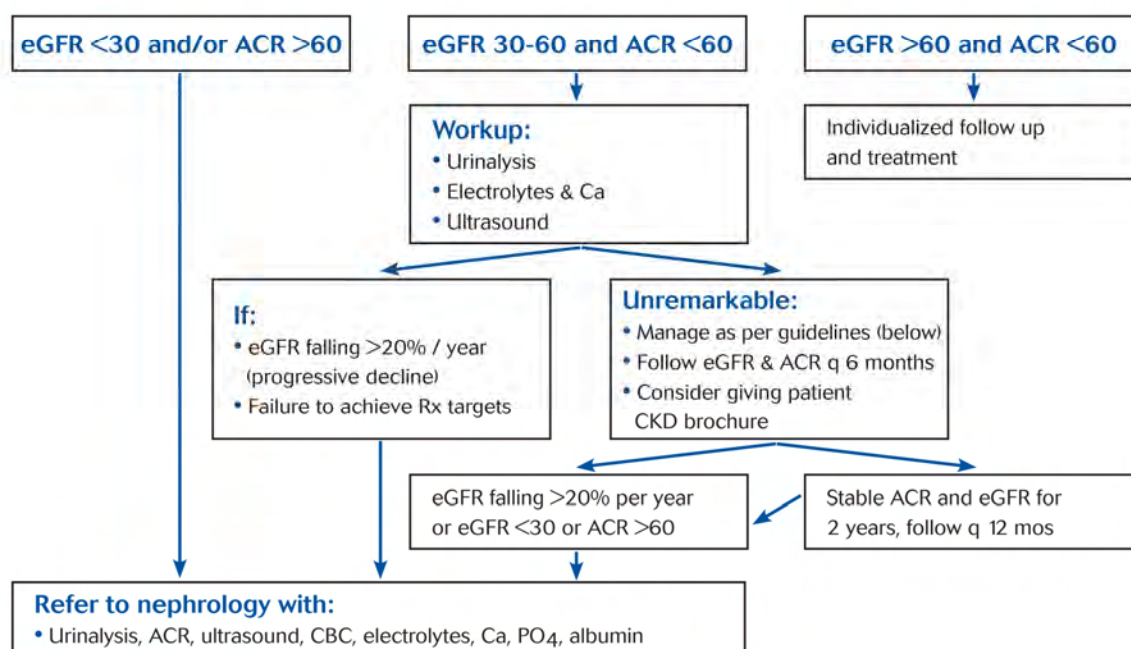 eGFR <30 and/or ACR >60
eGFR 30-60 and ACR <60
eGFR >60 and ACR <60
Workup:
• Urinalysis
• Electrolytes & Ca
• Ultrasound
Individualized follow up
and treatment
If:
• eGFR falling >20% / year
(progressive decline)
• Failure to achieve Rx targets
Unremarkable:
• Manage as per guidelines (below)
• Follow eGFR & ACR q 6 months
• Consider giving patient
CKD brochure
eGFR falling >20% per year
or eGFR <30 or ACR >60
Stable ACR and eGFR for
2 years, follow q 12 mos
Refer to nephrology with:
• Urinalysis, ACR, ultrasound, CBC, electrolytes, Ca, PO4, albumin